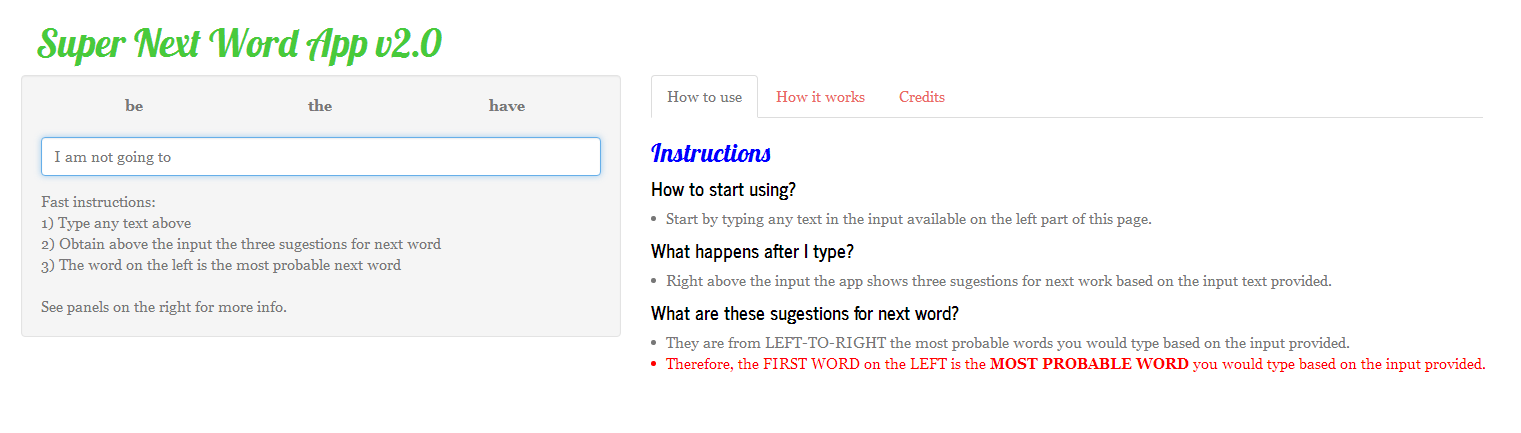 Super Next Word App v2.0
be the have
I am not going to
Fast instructions:
1) Type any text above
2) Obtain above the input the three sugestions for next word
3) The word on the left is the most probable next word
See panels on the right for more info.
How to use How it works Credits
Instructions
How to start using?
Start by typing any text in the input available on the left part of this page.
What happens after I type?
Right above the input the app shows three sugestions for next work based on the input text provided.
What are these sugestions for next word?
They are from LEFT-TO-RIGHT the most probable words you would type based on the input provided.
Therefore, the FIRST WORD on the LEFT is the MOST PROBABLE WORD you would type based on the input provided.